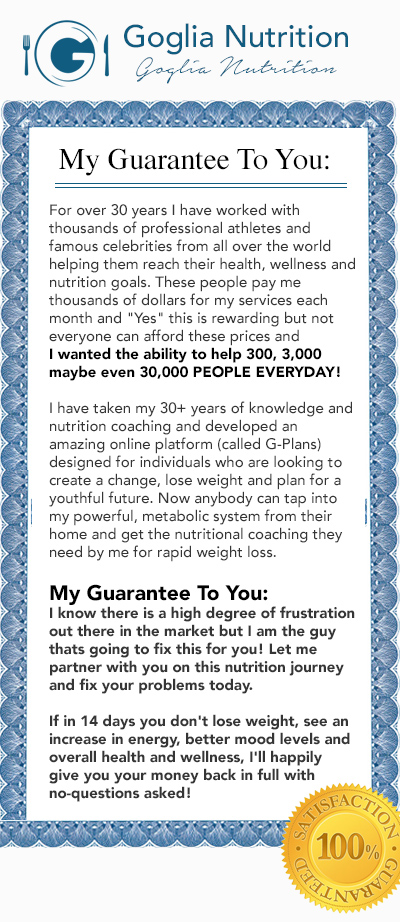 G
Goglia Nutrition
Goglia Nutrition
My Guarantee To You:
For over 30 years I have worked with
thousands of professional athletes and
famous celebrities from all over the world
helping them reach their health, wellness and
nutrition goals. These people pay me
thousands of dollars for my services each
month and "Yes" this is rewarding but not
everyone can afford these prices and
I wanted the ability to help 300, 3,000
maybe even 30,000 PEOPLE EVERYDAY!
I have taken my 30+ years of knowledge and
nutrition coaching and developed an
amazing online platform (called G-Plans)
designed for individuals who are looking to
create a change, lose weight and plan for a
youthful future. Now anybody can tap into
my powerful, metabolic system from their
home and get the nutritional coaching they
need by me for rapid weight loss.
My Guarantee To You:
I know there is a high degree of frustration
out there in the market but I am the guy
thats going to fix this for you! Let me
partner with you on this nutrition journey
and fix your problems today.
If in 14 days you don't lose weight, see an
increase in energy, better mood levels and
overall health and wellness, I'll happily
give you your money back in full with
no-questions asked!
SATISFACTION
100%
GUARANTEED